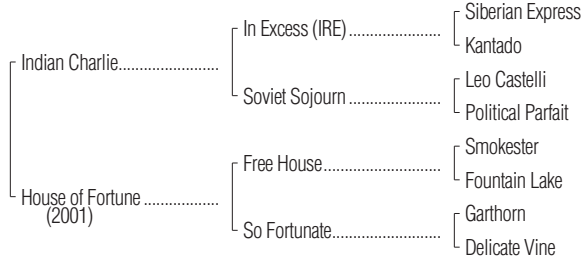 Siberian Express
In Excess (IRE)
Kantado
Indian Charlie
Leo Castelli
Soviet Sojourn
Political Parfait
Smokester
Free House
Fountain Lake
House of Fortune
(2001)
Garthorn
So Fortunate
Delicate Vine